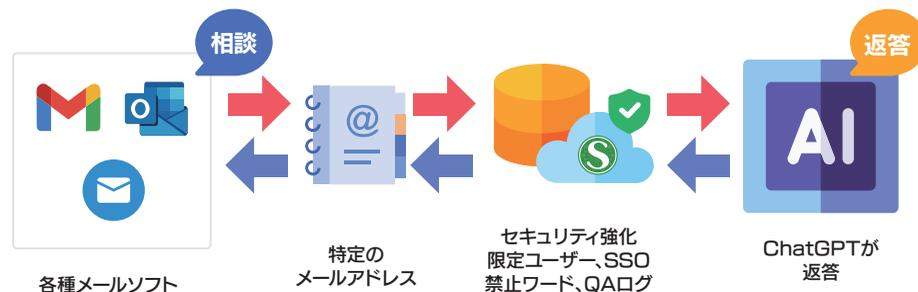 相談
返答
O
@
S
AI
各種メールソフト
特定の
メールアドレス
セキュリティ強化
限定ユーザー、SSO
禁止ワード、QAログ
ChatGPTが
返答